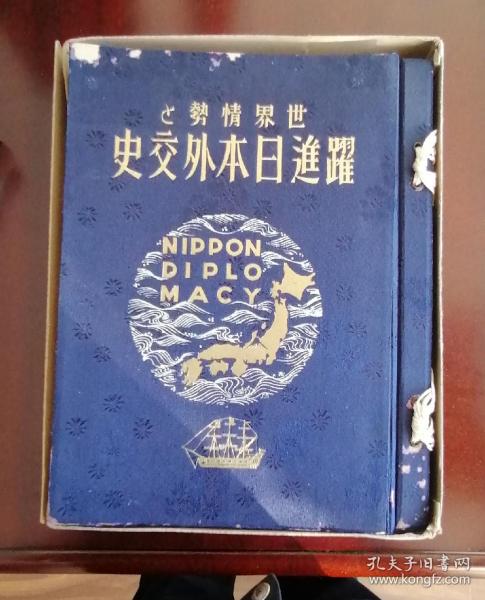 世界情勢と
躍進日本外交史
NIPPON
DIPLO
MACY
孔夫子旧书网
www.kongfz.com